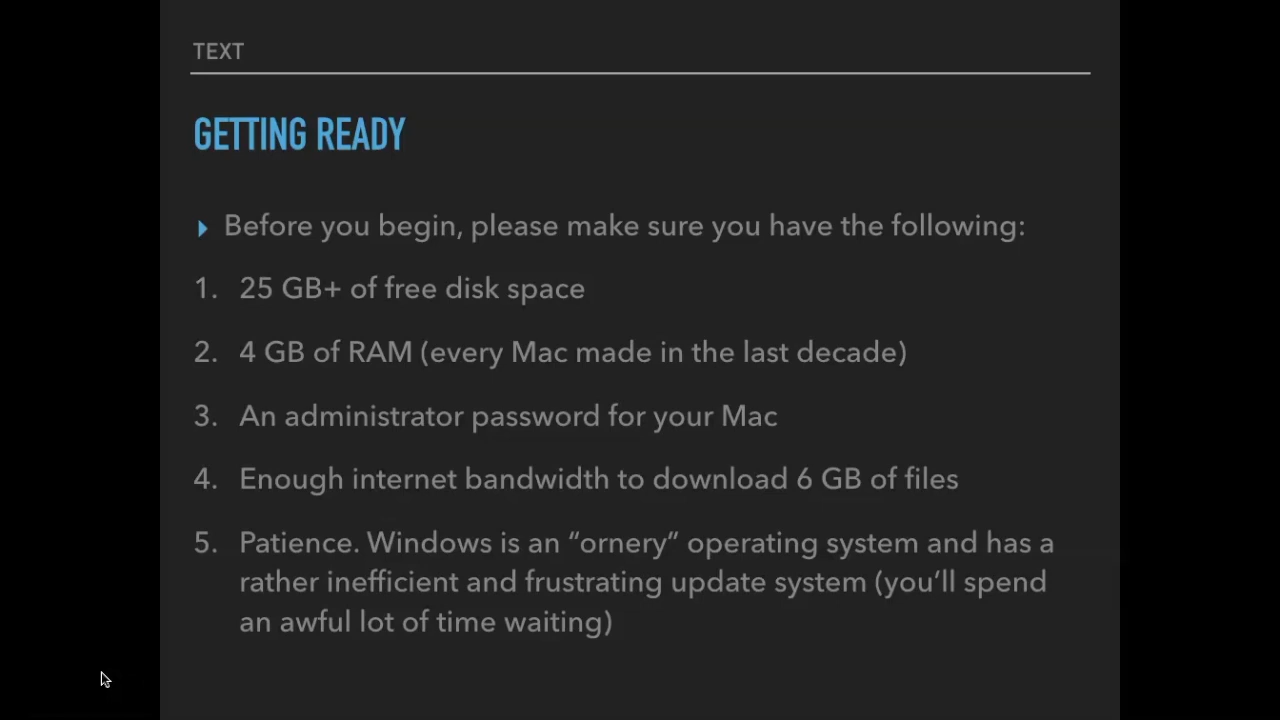 TEXT
GETTING READY
Before you begin, please make sure you have the following:
1. 25 GB+ of free disk space
2. 4 GB of RAM (every Mac made in the last decade)
3. An administrator password for your Mac
4. Enough internet bandwidth to download 6 GB of files
5. Patience. Windows is an “ornery” operating system and has a
rather inefficient and frustrating update system (you’ll spend
an awful lot of time waiting)